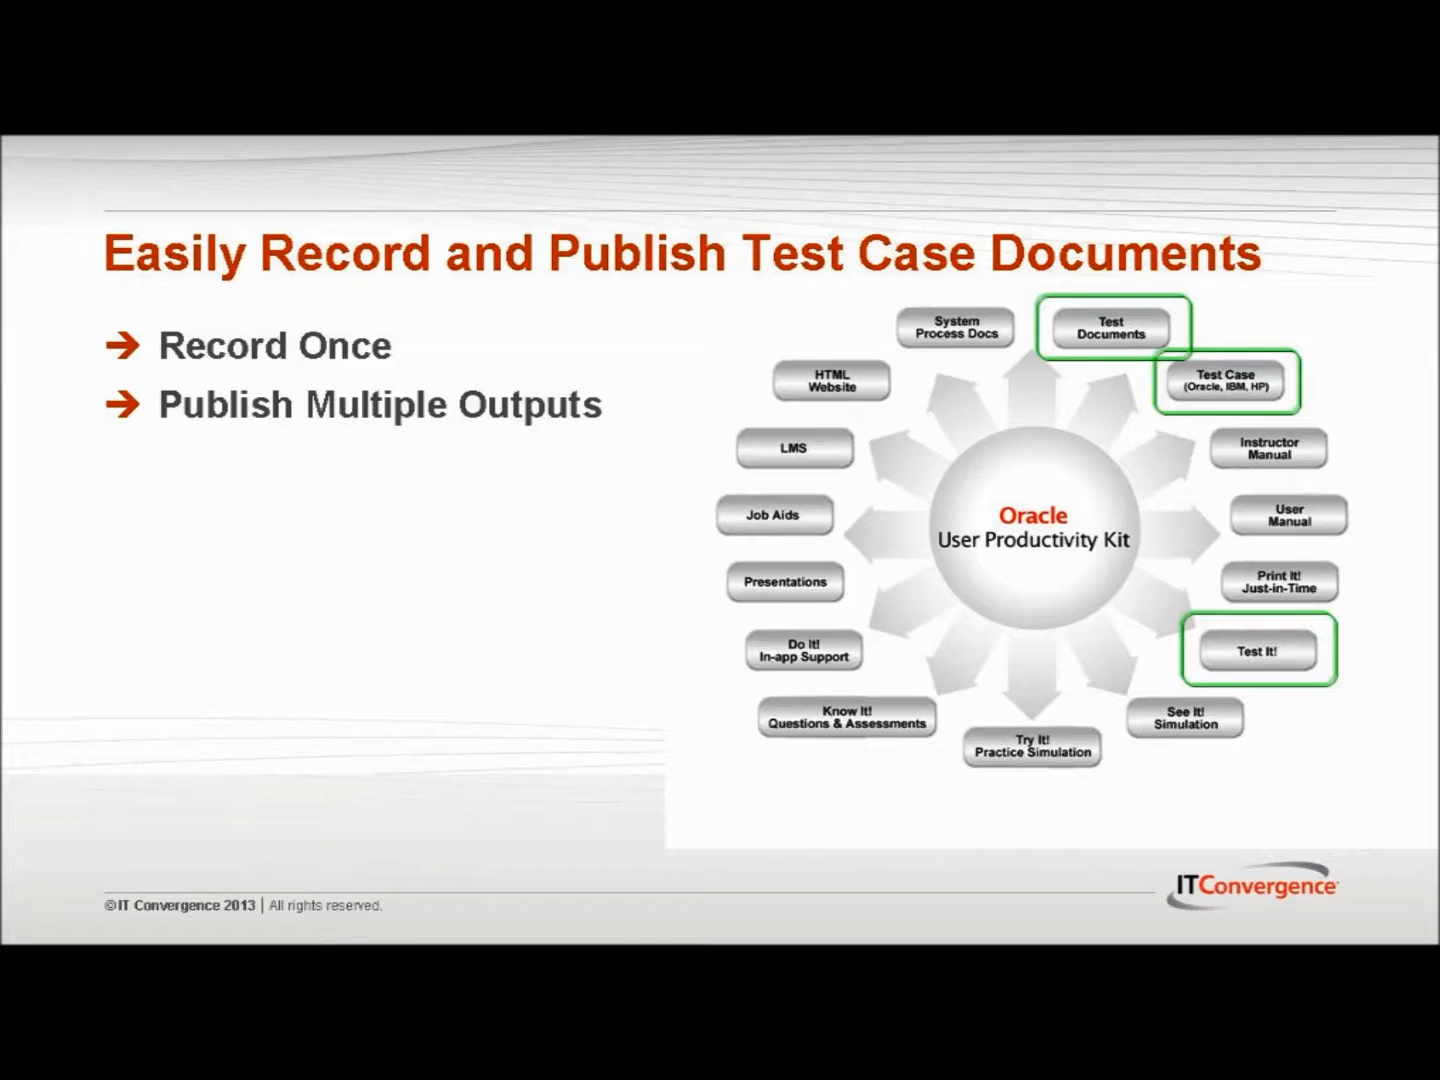 Easily Record and Publish Test Case Documents
➔ Record Once
➔ Publish Multiple Outputs
System
Process Docs
Test
Documents
HTML
Website
Test Case
(Oracle, IBM, HP)
LMS
Instructor
Manual
Job Aids
Oracle
User Productivity Kit
User
Manual
Presentations
Print It!
Just-in-Time
Do It!
In-app Support
Test It!
Know It!
Questions & Assessments
Try It!
Practice Simulation
See It!
Simulation
©IT Convergence 2013 | All rights reserved.
ITConvergence™